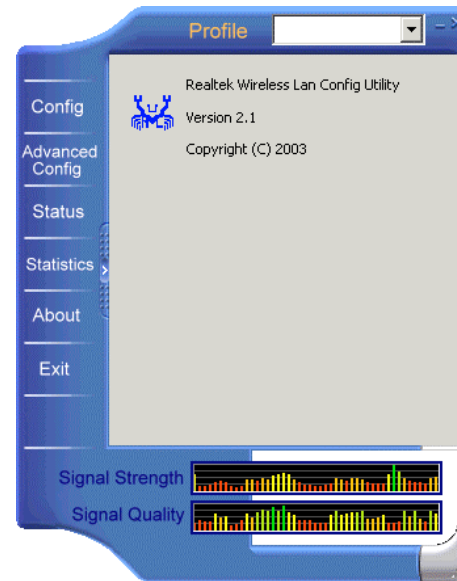 Profile
Realtek Wireless Lan Config Utility
Version 2.1
Copyright (C) 2003
Config
Advanced
Config
Status
Statistics
About
Exit
Signal Strength
Signal Quality